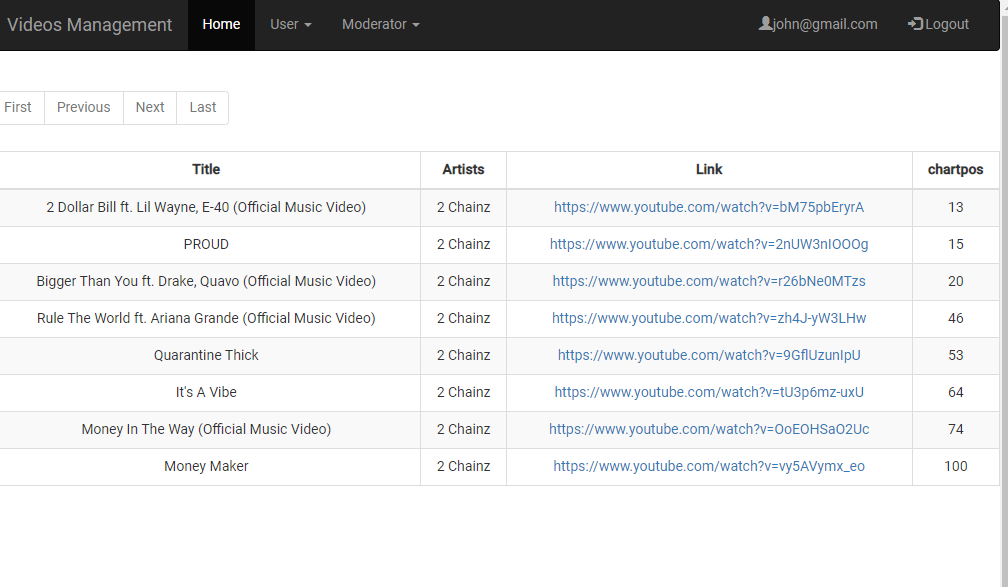 Videos Management Home User Moderator john@gmail.com Logout
First Previous Next Last
Title Artists Link chartpos
2 Dollar Bill ft. Lil Wayne, E-40 (Official Music Video) 2 Chainz https://www.youtube.com/watch?v=bM75pbEryrA 13
PROUD 2 Chainz https://www.youtube.com/watch?v=2nUW3nIOOOg 15
Bigger Than You ft. Drake, Quavo (Official Music Video) 2 Chainz https://www.youtube.com/watch?v=r26bNe0MTzs 20
Rule The World ft. Ariana Grande (Official Music Video) 2 Chainz https://www.youtube.com/watch?v=zh4J-yW3LHw 46
Quarantine Thick 2 Chainz https://www.youtube.com/watch?v=9GflUzunIpU 53
It's A Vibe 2 Chainz https://www.youtube.com/watch?v=tU3p6mz-uxU 64
Money In The Way (Official Music Video) 2 Chainz https://www.youtube.com/watch?v=OoEOHSaO2Uc 74
Money Maker 2 Chainz https://www.youtube.com/watch?v=vy5AVymx_eo 100